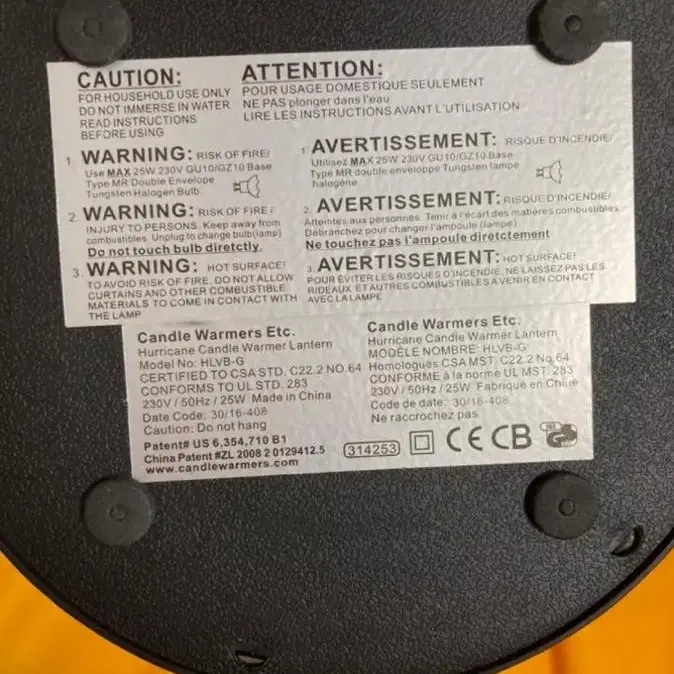 CAUTION:
FOR HOUSEHOLD USE ONLY
DO NOT IMMERSE IN WATER
READ INSTRUCTIONS
BEFORE USING
ATTENTION:
POUR USAGE DOMESTIQUE SEULEMENT
NE PAS plonger dans l'eau
LIRE LES INSTRUCTIONS AVANT L'UTILISATION
1 WARNING: RISK OF FIRE/
Use MAX 25W 230V GU10/GZ10 Base
Type MR Double Envelope
Tungsten Halogen Bulb
2. WARNING: RISK OF FIRE /
INJURY TO PERSONS. Keep away from
combustibles. Unplug to change bulb(lamp)
Do not touch bulb diretctly.
3. WARNING: HOT SURFACE!
TO AVOID RISK OF FIRE, DO NOT ALLOW
CURTAINS AND OTHER COMBUSTIBLE
MATERIALS TO COME IN CONTACT WITH
THE LAMP
1 AVERTISSEMENT: RISQUE D'INCENDIE/
Utilisez MAX 25W 230V GU10/GZ10 Base
Type MR double enveloppe Tungsten lampe
halogène
2. AVERTISSEMENT: RISQUE D'INCENDIE/
Atteintes aux personnes Tenir à l'écart des matères combustibles
Débranchez pour changer l'ampoule (lampe)
Ne touchez pas l'ampoule diretctement
3. AVERTISSEMENT: HOT SURFACE!
POUR ÉVITER LES RISQUES D'INCENDIE, NE LAISSEZ PAS LES
RIDEAUX ET AUTRES COMBUSTIBLES A VENIR EN CONTACT
AVEC LA LAMPE
Candle Warmers Etc.
Hurricane Candle Warmer Lantern
Model No: HLVB-G
CERTIFIED TO CSA STD. C22.2 NO.64
CONFORMS TO UL STD. 283
230V / 50Hz / 25W Made in China
Date Code: 30/16-408
Caution: Do not hang
Patent# US 6,354,710 B1
China Patent #ZL 2008 2 0129412.5
www.candlewarmers.com
Candle Warmers Etc.
Hurricane Candle Warmer Lantern
MODÈLE NOMBRE: HLVB-G
Homologues CSA MST. C22.2 No.64
CONFORME à la norme UL MST. 283
230V / 50Hz / 25W Fabrique en Chine
Code de date: 30/16-408
Ne raccrochez pas
314253
CE CB
GS